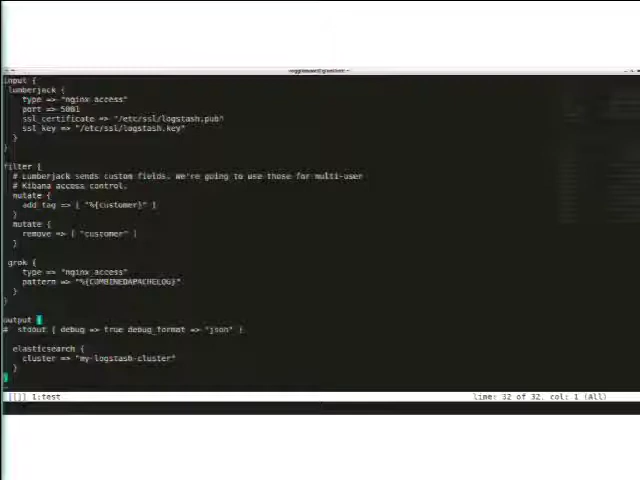 input {
lumberjack {
type => "nginx_access"
port => 5001
ssl_certificate => "/etc/ssl/logstash.pub"
ssl_key => "/etc/ssl/logstash.key"
}
}
filter {
# Lumberjack sends custom fields. We're going to use those for multi-user
# Kibana access control.
mutate {
add_tag => [ "%{customer}" ]
}
mutate {
remove => [ "customer" ]
}
grok {
type => "nginx_access"
pattern => "%{COMBINEDAPACHELOG}"
}
}
output {
# stdout { debug => true debug_format => "json" }
elasticsearch {
cluster => "my-logstash-cluster"
}
}
~
[[]] 1:test line: 32 of 32, col: 1 (All)